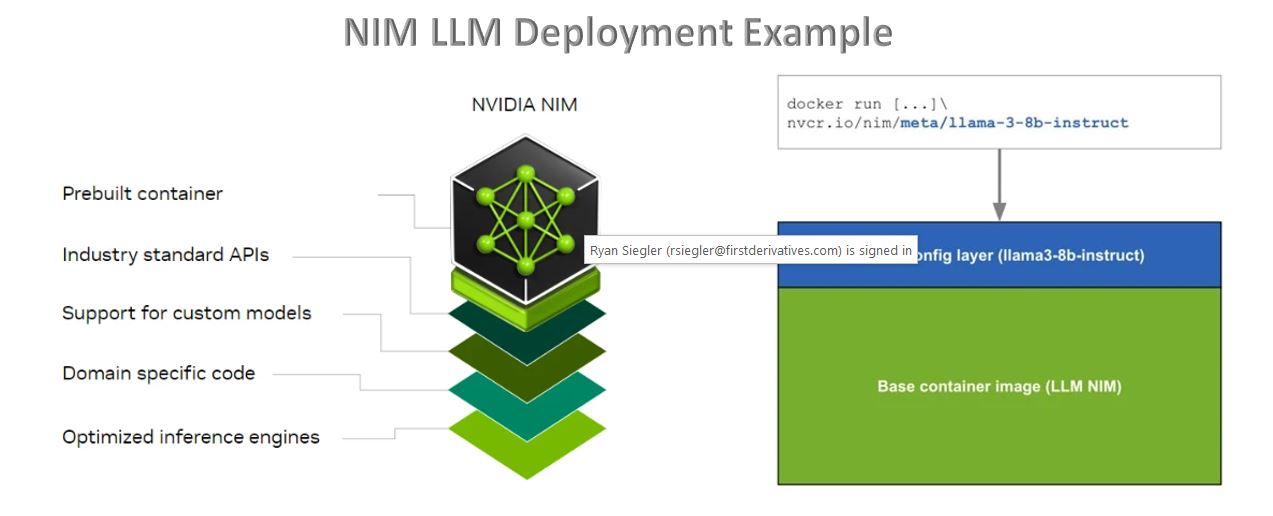 NIM LLM Deployment Example
NVIDIA NIM
Prebuilt container
Industry standard APIs
Support for custom models
Domain specific code
Optimized inference engines
docker run [...]\
nvcr.io/nim/meta/llama-3-8b-instruct
Ryan Siegler (rsiegler@firstderivatives.com) is signed in
layer (llama3-8b-instruct)
Base container image (LLM NIM)